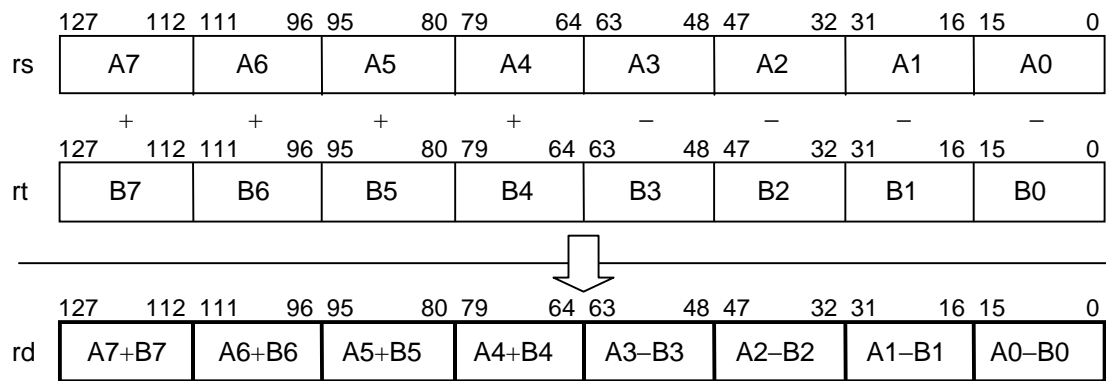 127 112 111 96 95 80 79 64 63 48 47 32 31 16 15 0
rs A7 A6 A5 A4 A3 A2 A1 A0
+ + + + − − − −
127 112 111 96 95 80 79 64 63 48 47 32 31 16 15 0
rt B7 B6 B5 B4 B3 B2 B1 B0
127 112 111 96 95 80 79 64 63 48 47 32 31 16 15 0
rd A7+B7 A6+B6 A5+B5 A4+B4 A3−B3 A2−B2 A1−B1 A0−B0